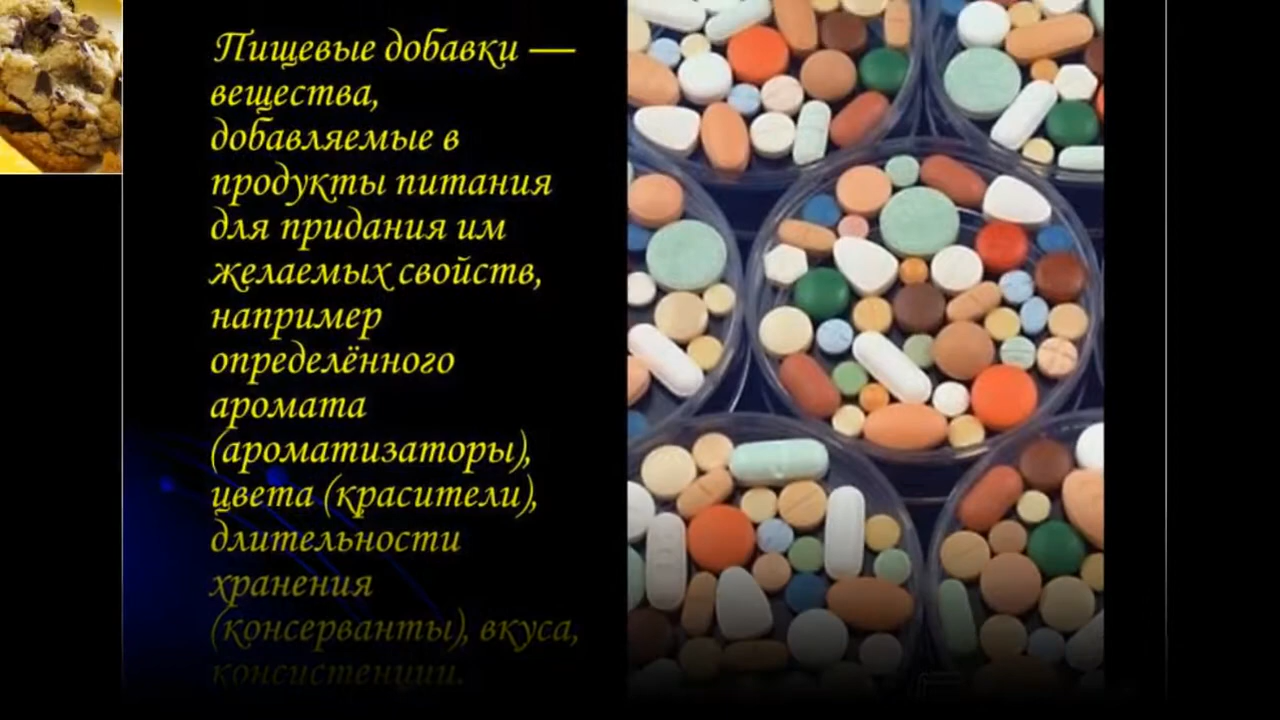 Пищевые добавки —
вещества,
добавляемые в
продукты питания
для придания им
желаемых свойств,
например
определённого
аромата
(ароматизаторы),
цвета (красители),
длительности
хранения
(консерванты), вкуса,
консистенции.